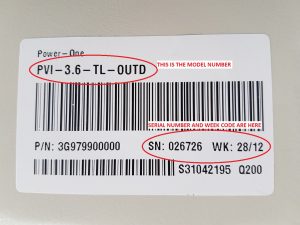 Power-One
PVI-3.6-TL-OUTD THIS IS THE MODEL NUMBER
SERIAL NUMBER AND WEEK CODE ARE HERE
P/N: 3G979900000 SN: 026726 WK: 28/12
S31042195 Q200